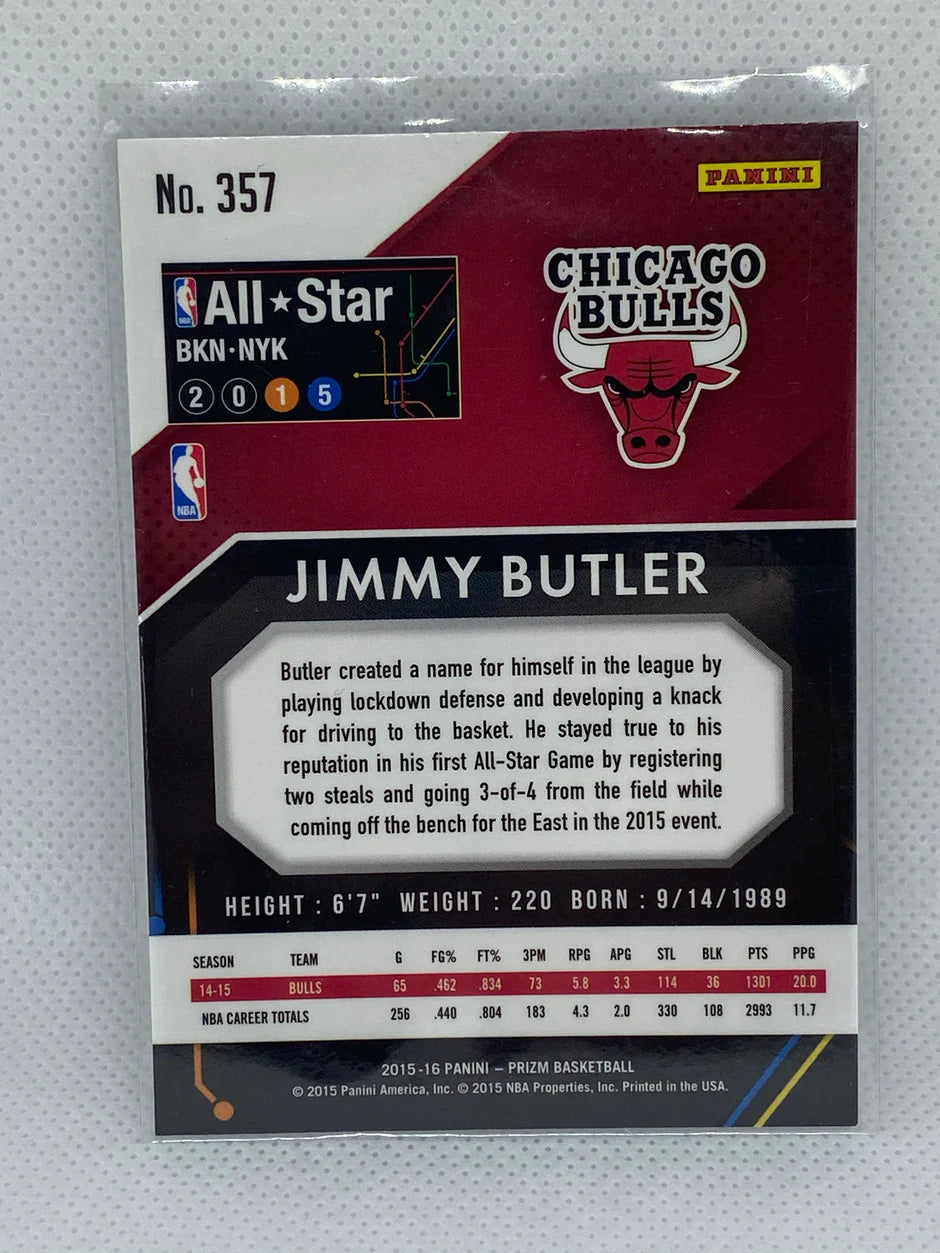 No. 357
PANINI
NBA All★Star
BKN·NYK
2 0 1 5
CHICAGO
BULLS
NBA
JIMMY BUTLER
Butler created a name for himself in the league by
playing lockdown defense and developing a knack
for driving to the basket. He stayed true to his
reputation in his first All-Star Game by registering
two steals and going 3-of-4 from the field while
coming off the bench for the East in the 2015 event.
HEIGHT : 6'7" WEIGHT : 220 BORN : 9/14/1989
SEASON TEAM G FG% FT% 3PM RPG APG STL BLK PTS PPG
14-15 BULLS 65 .462 .834 73 5.8 3.3 114 36 1301 20.0
NBA CAREER TOTALS 256 .440 .804 183 4.3 2.0 330 108 2993 11.7
2015-16 PANINI – PRIZM BASKETBALL
© 2015 Panini America, Inc. © 2015 NBA Properties, Inc. Printed in the USA.